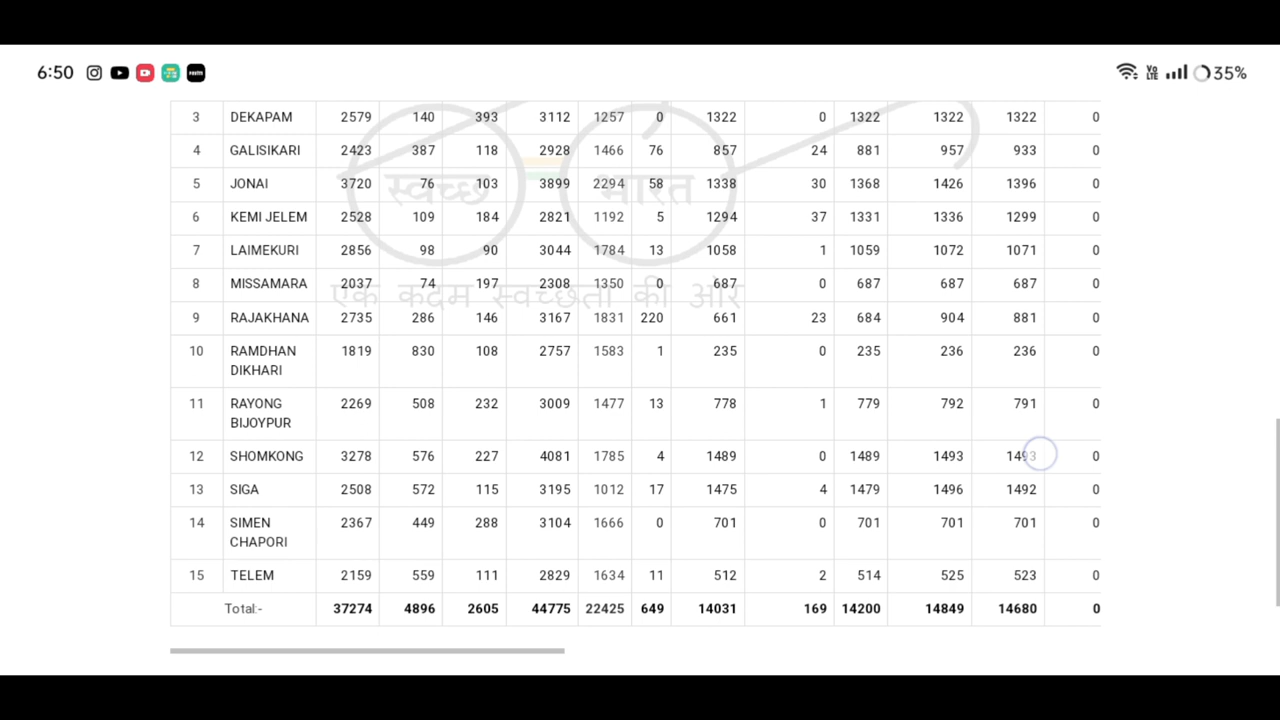 6:50 Vo LTE 35%
3 DEKAPAM 2579 140 393 3112 1257 0 1322 0 1322 1322 1322 0
4 GALISIKARI 2423 387 118 2928 1466 76 857 24 881 957 933 0
स्वच्छ भारत
5 JONAI 3720 76 103 3899 2294 58 1338 30 1368 1426 1396 0
6 KEMI JELEM 2528 109 184 2821 1192 5 1294 37 1331 1336 1299 0
7 LAIMEKURI 2856 98 90 3044 1784 13 1058 1 1059 1072 1071 0
8 MISSAMARA 2037 74 197 2308 1350 0 687 0 687 687 687 0
एक कदम स्वच्छता की ओर
9 RAJAKHANA 2735 286 146 3167 1831 220 661 23 684 904 881 0
10 RAMDHAN 1819 830 108 2757 1583 1 235 0 235 236 236 0
DIKHARI
11 RAYONG 2269 508 232 3009 1477 13 778 1 779 792 791 0
BIJOYPUR
12 SHOMKONG 3278 576 227 4081 1785 4 1489 0 1489 1493 1493 0
13 SIGA 2508 572 115 3195 1012 17 1475 4 1479 1496 1492 0
14 SIMEN 2367 449 288 3104 1666 0 701 0 701 701 701 0
CHAPORI
15 TELEM 2159 559 111 2829 1634 11 512 2 514 525 523 0
Total:- 37274 4896 2605 44775 22425 649 14031 169 14200 14849 14680 0